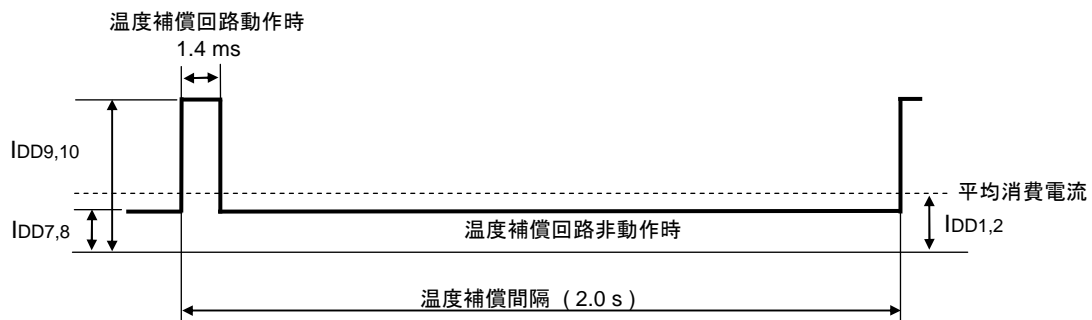 温度補償回路動作時
1.4 ms
IDD9,10
平均消費電流
IDD7,8
温度補償回路非動作時
IDD1,2
温度補償間隔 ( 2.0 s )